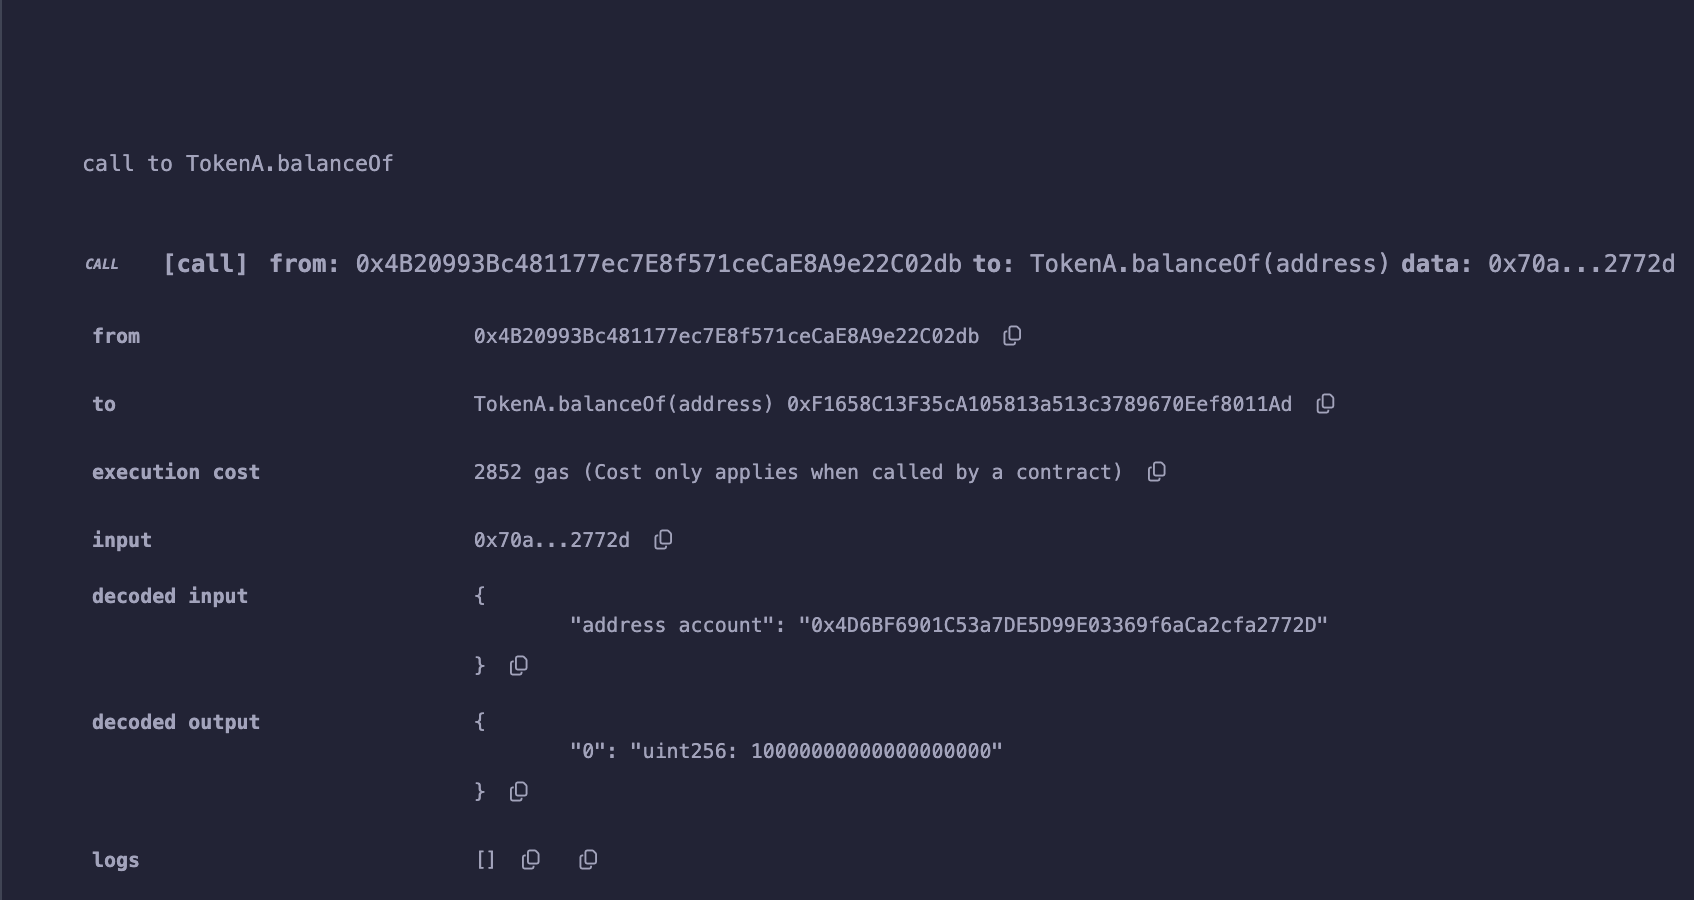 call to TokenA.balanceOf
CALL [call] from: 0x4B20993Bc481177ec7E8f571ceCaE8A9e22C02db to: TokenA.balanceOf(address) data: 0x70a...2772d
from 0x4B20993Bc481177ec7E8f571ceCaE8A9e22C02db
to TokenA.balanceOf(address) 0xF1658C13F35cA105813a513c3789670Eef8011Ad
execution cost 2852 gas (Cost only applies when called by a contract)
input 0x70a...2772d
decoded input {
"address account": "0x4D6BF6901C53a7DE5D99E03369f6aCa2cfa2772D"
}
decoded output {
"0": "uint256: 10000000000000000000"
}
logs []